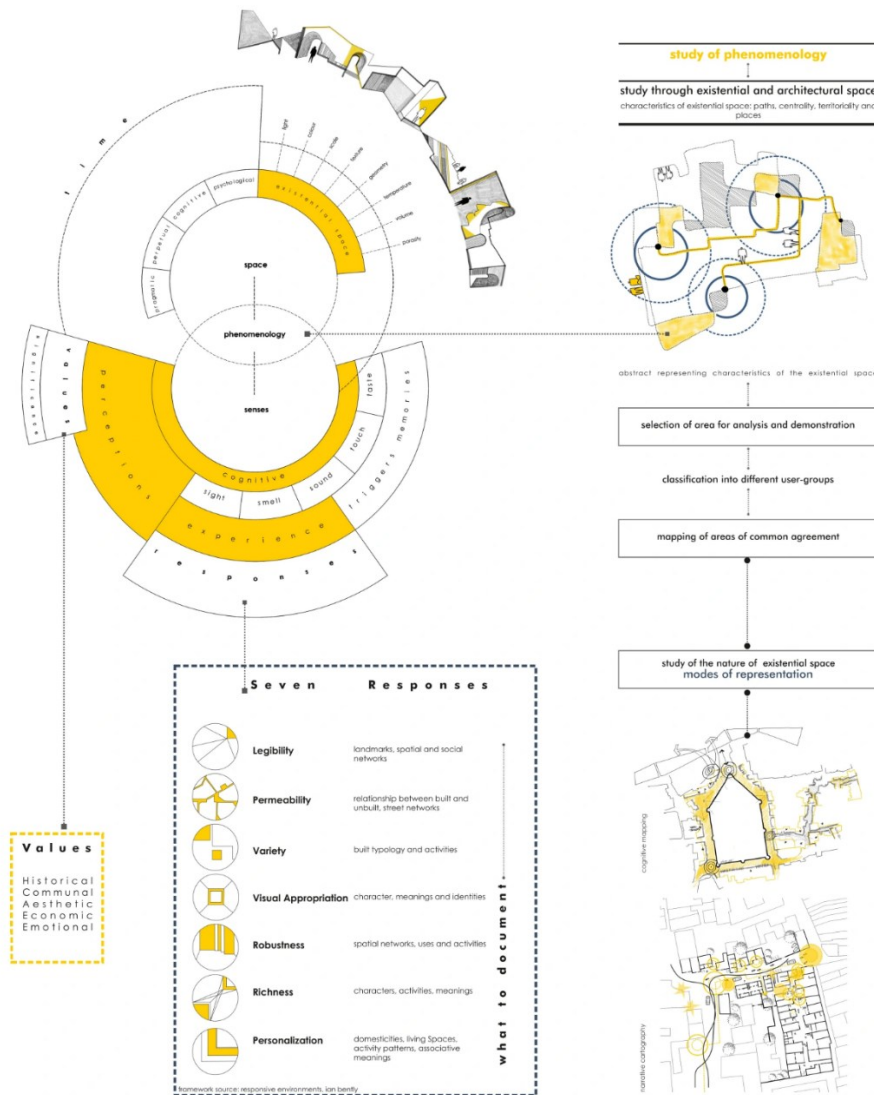 time
light
colour
scale
texture
geometry
temperature
volume
porosity
existential space
psychological
cognitive
perpetual
pragmatic
space
phenomenology
senses
cognitive
taste
touch
sound
smell
sight
triggers memories
experience
responses
perceptions
values
Values
Historical
Communal
Aesthetic
Economic
Emotional
Seven Responses
Legibility
landmarks, spatial and social
networks
Permeability
relationship between built and
unbuilt, street networks
Variety
built typology and activities
Visual Appropriation
character, meanings and identities
Robustness
spatial networks, uses and activities
Richness
characters, activities, meanings
Personalization
domesticities, living Spaces,
activity patterns, associative
meanings
what to document
framework source: responsive environments, ian bently
study of phenomenology
study through existential and architectural space
characteristics of existential space: paths, centrality, territoriality and
places
abstract representing characteristics of the existential space
selection of area for analysis and demonstration
classification into different user-groups
mapping of areas of common agreement
study of the nature of existential space
modes of representation
cognitive mapping
narrative cartography